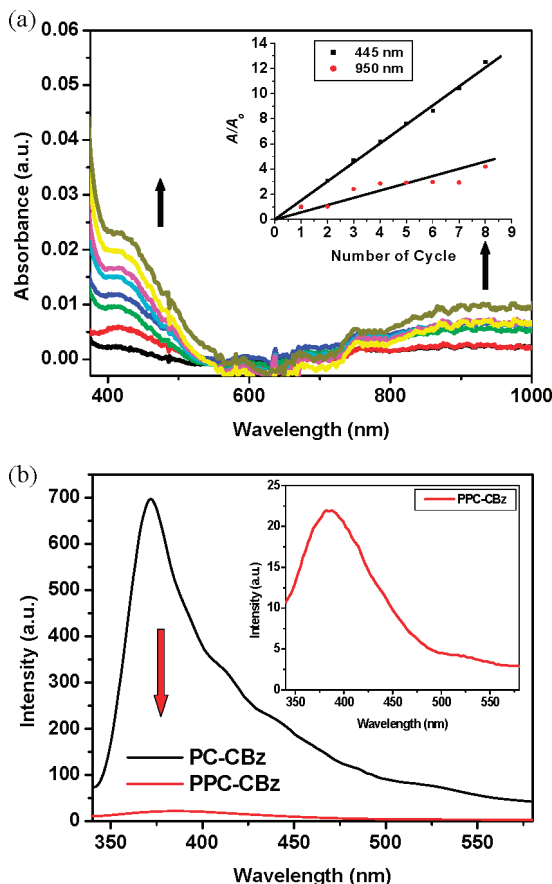 (a)
0.06
0.05
0.04
0.03
0.02
0.01
0.00
Absorbance (a.u.)
400 500 600 700 800 900 1000
Wavelength (nm)
14
12
10
8
6
4
2
0
A/Ao
445 nm
950 nm
0 1 2 3 4 5 6 7 8 9
Number of Cycle
(b)
700
600
500
400
300
200
100
0
Intensity (a.u.)
PC-CBz
PPC-CBz
350 400 450 500 550
Wavelength (nm)
25
20
15
10
5
0
Intensity (a.u.)
PPC-CBz
350 400 450 500 550
Wavelength (nm)